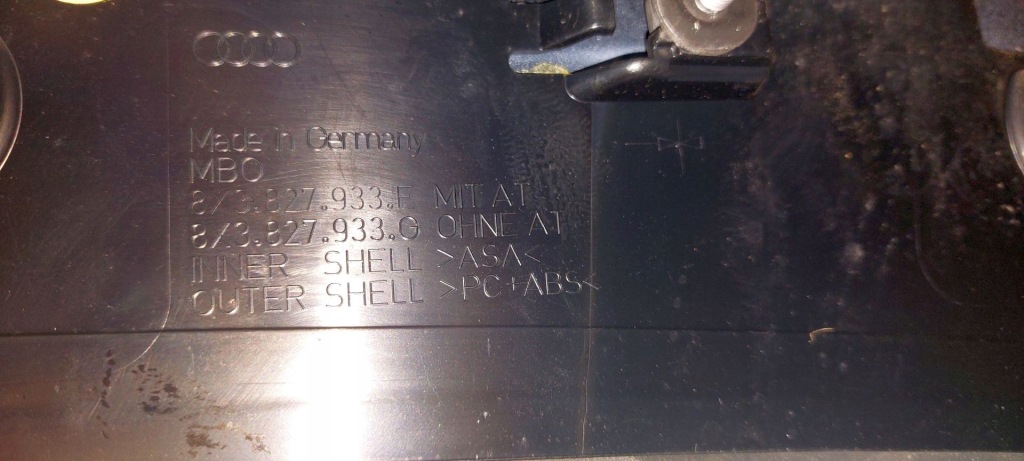 Made in Germany
MBO
8X3.827.933.F MIT AT
8X3.827.933.G OHNE AT
INNER SHELL >ASA<
OUTER SHELL >PC+ABS<